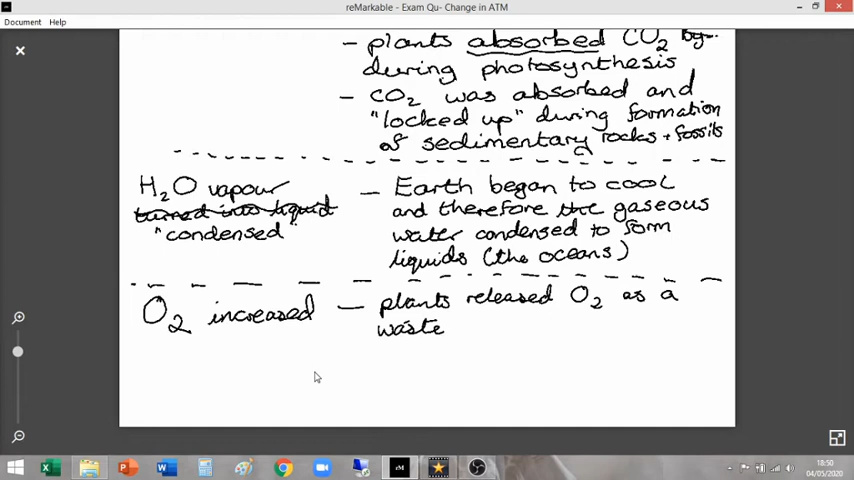 reMarkable - Exam Qu- Change in ATM
Document Help
- plants absorbed CO2
during photosynthesis
- CO2 was absorbed and
"locked up" during formation
of sedimentary rocks + fossils
H2O vapour
turned into liquid
"condensed"
- Earth began to cool
and therefore the gaseous
water condensed to form
liquids (the oceans)
O2 increased
- plants released O2 as a
waste
18:50
04/05/2020